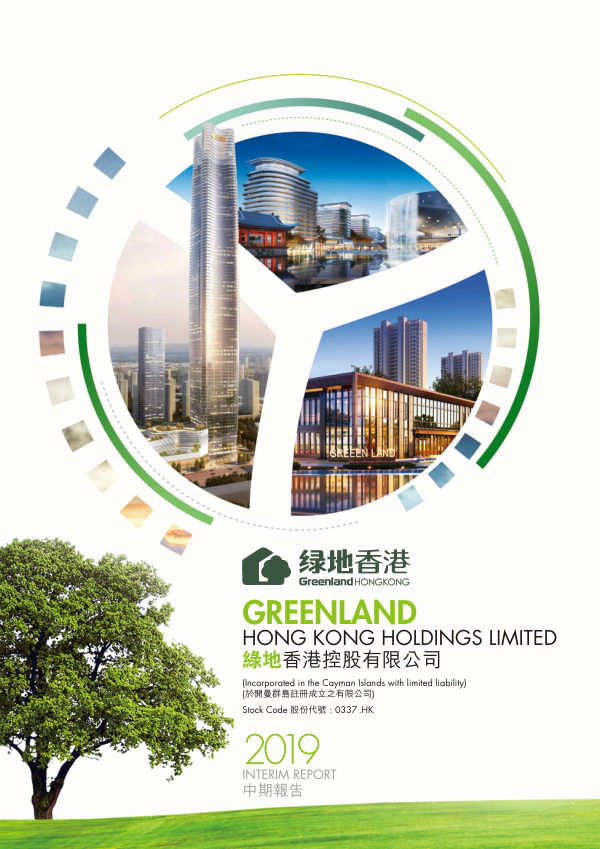 GREEEN LAND
绿地香港
Greenland HONGKONG
GREENLAND
HONG KONG HOLDINGS LIMITED
綠地香港控股有限公司
(Incorporated in the Cayman Islands with limited liability)
(於開曼群島註冊成立之有限公司)
Stock Code 股份代號 : 0337 .HK
2019
INTERIM REPORT
中期報告